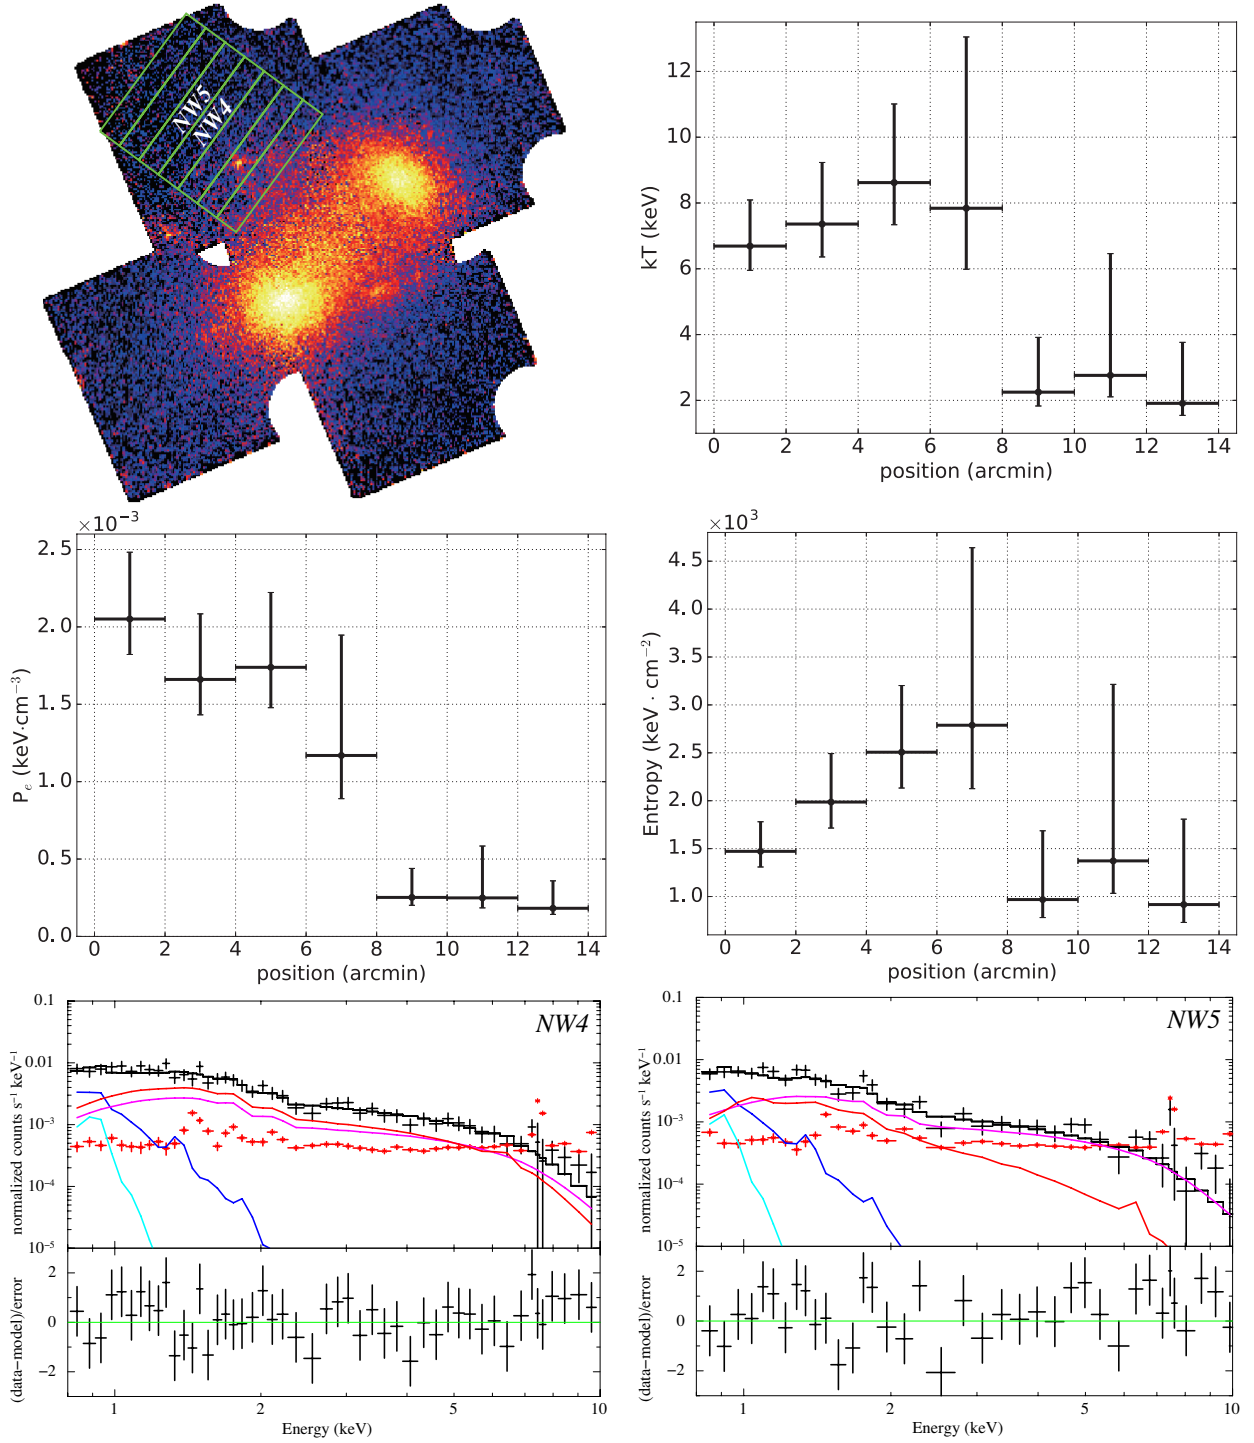 NW5
NW4
12
10
8
6
4
2
kT (keV)
0 2 4 6 8 10 12 14
position (arcmin)
×10⁻³
2.5
2.0
1.5
1.0
0.5
0.0
Pₑ (keV·cm⁻³)
0 2 4 6 8 10 12 14
position (arcmin)
×10³
4.5
4.0
3.5
3.0
2.5
2.0
1.5
1.0
Entropy (keV · cm⁻²)
0 2 4 6 8 10 12 14
position (arcmin)
NW4
0.1
0.01
10⁻³
10⁻⁴
10⁻⁵
normalized counts s⁻¹ keV⁻¹
2
0
−2
(data−model)/error
1 2 5 10
Energy (keV)
NW5
0.1
0.01
10⁻³
10⁻⁴
10⁻⁵
normalized counts s⁻¹ keV⁻¹
2
0
−2
(data−model)/error
1 2 5 10
Energy (keV)